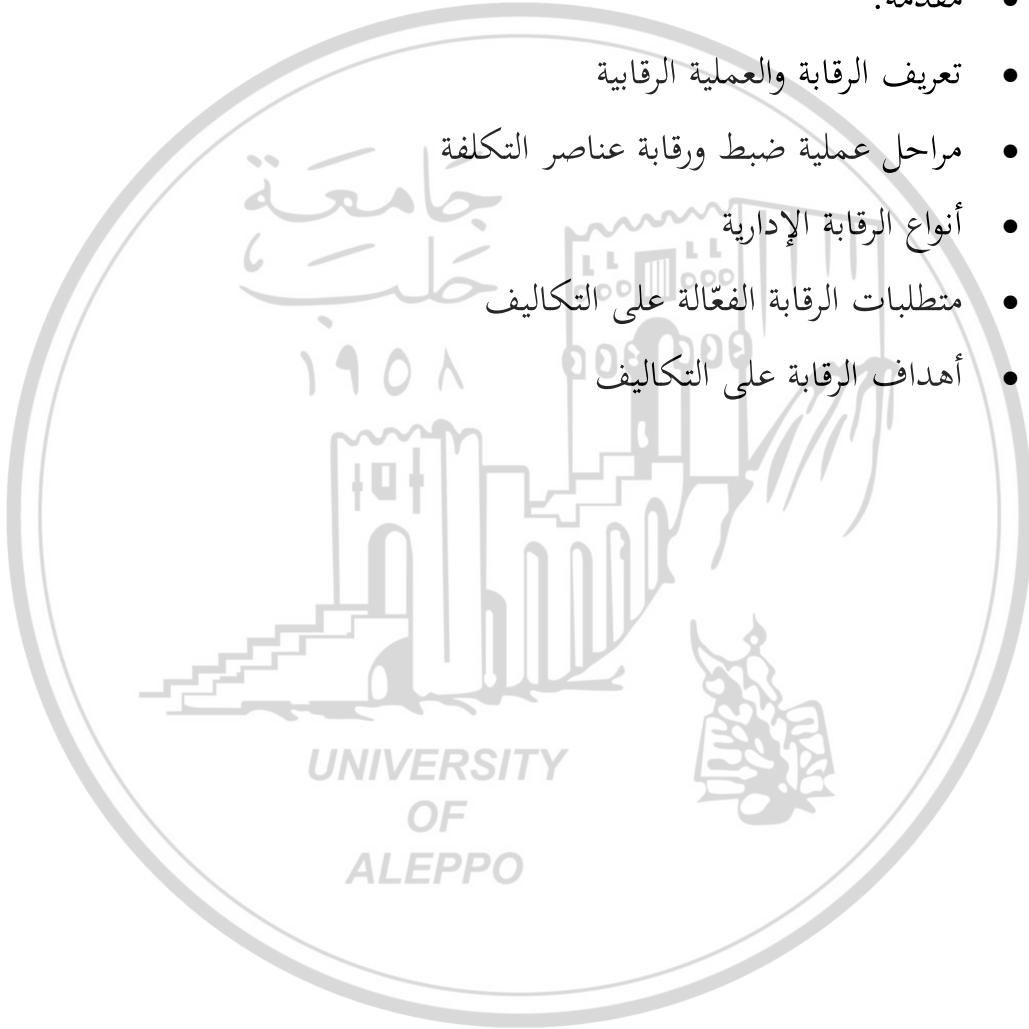 • مقدمة:
• تعريف الرقابة والعملية الرقابية
• مراحل عملية ضبط ورقابة عناصر التكلفة
• أنواع الرقابة الإدارية
• متطلبات الرقابة الفعّالة على التكاليف
• أهداف الرقابة على التكاليف
جامعة
حلب
١٩٥٨
UNIVERSITY
OF
ALEPPO